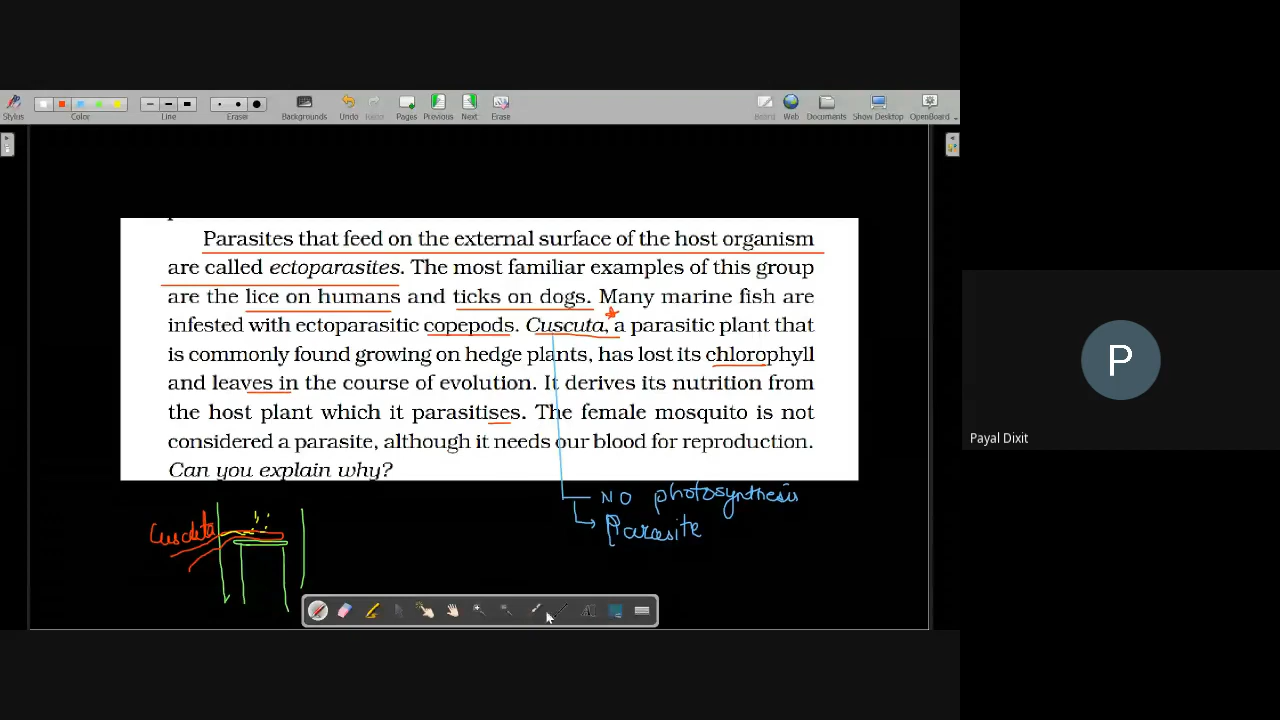 Stylus
Color
Line
Eraser
Backgrounds
Undo
Redo
Pages
Previous
Next
Erase
Board
Web
Documents
Show Desktop
OpenBoard
Parasites that feed on the external surface of the host organism
are called ectoparasites. The most familiar examples of this group
are the lice on humans and ticks on dogs. Many marine fish are
infested with ectoparasitic copepods. Cuscuta, a parasitic plant that
is commonly found growing on hedge plants, has lost its chlorophyll
and leaves in the course of evolution. It derives its nutrition from
the host plant which it parasitises. The female mosquito is not
considered a parasite, although it needs our blood for reproduction.
Can you explain why?
NO photosynthesis
Parasite
Cuscuta
P
Payal Dixit